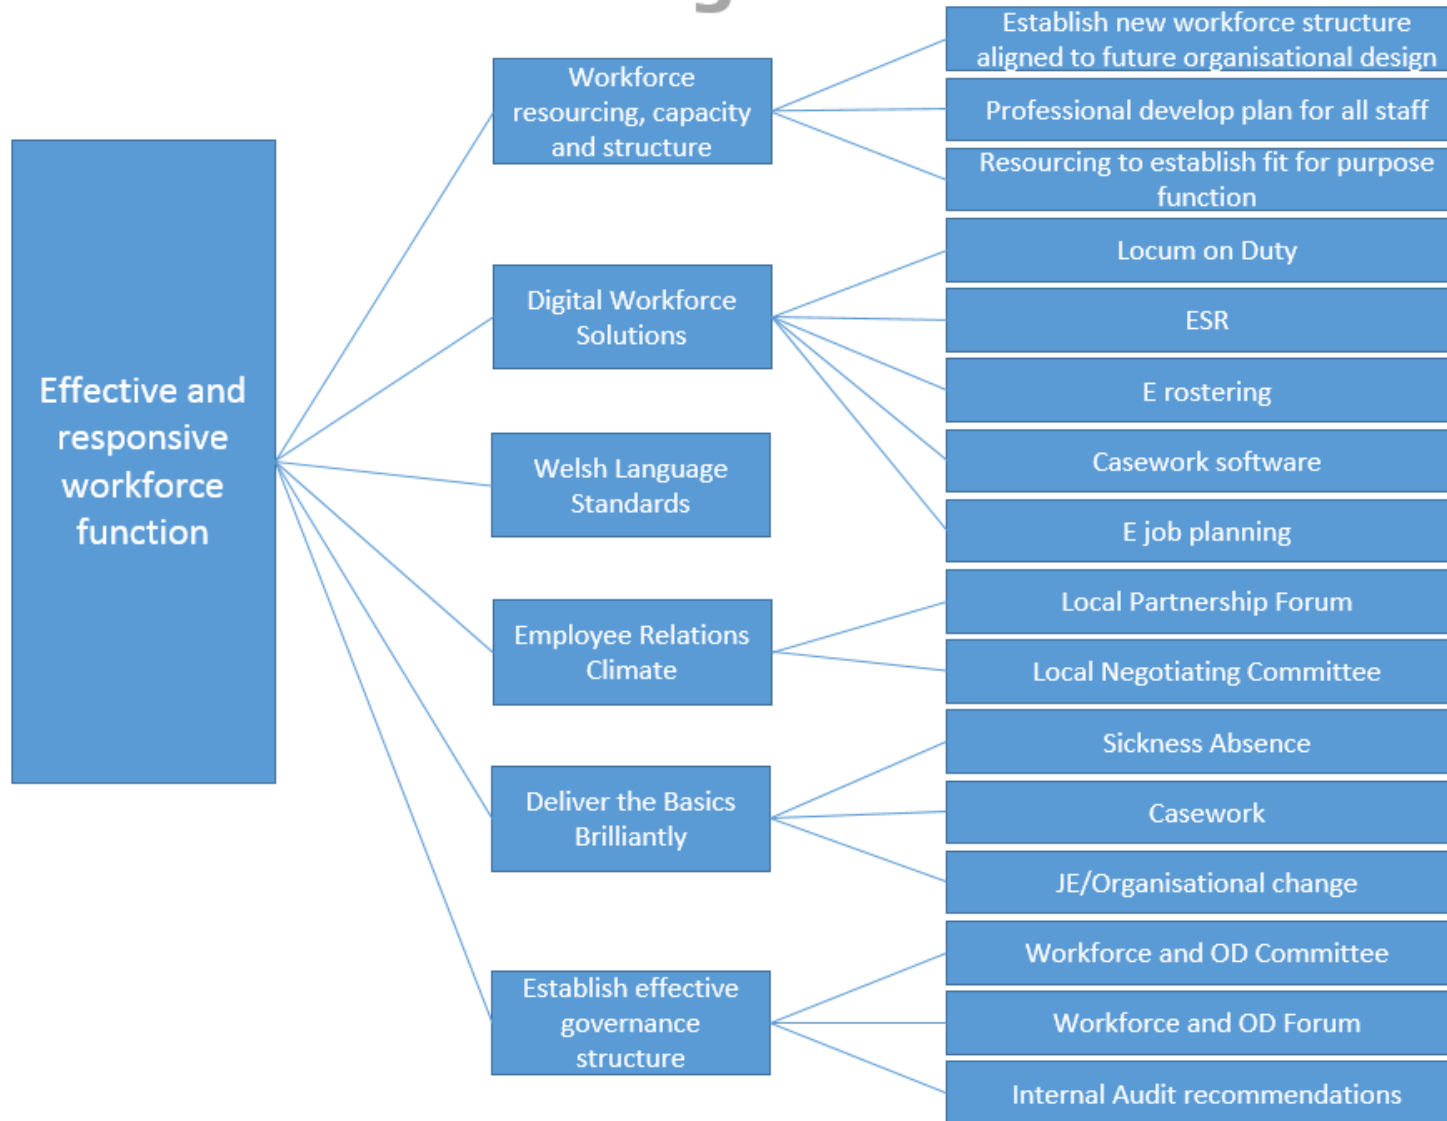 Effective and
responsive
workforce
function
Workforce
resourcing, capacity
and structure
Digital Workforce
Solutions
Welsh Language
Standards
Employee Relations
Climate
Deliver the Basics
Brilliantly
Establish effective
governance
structure
Establish new workforce structure
aligned to future organisational design
Professional develop plan for all staff
Resourcing to establish fit for purpose
function
Locum on Duty
ESR
E rostering
Casework software
E job planning
Local Partnership Forum
Local Negotiating Committee
Sickness Absence
Casework
JE/Organisational change
Workforce and OD Committee
Workforce and OD Forum
Internal Audit recommendations